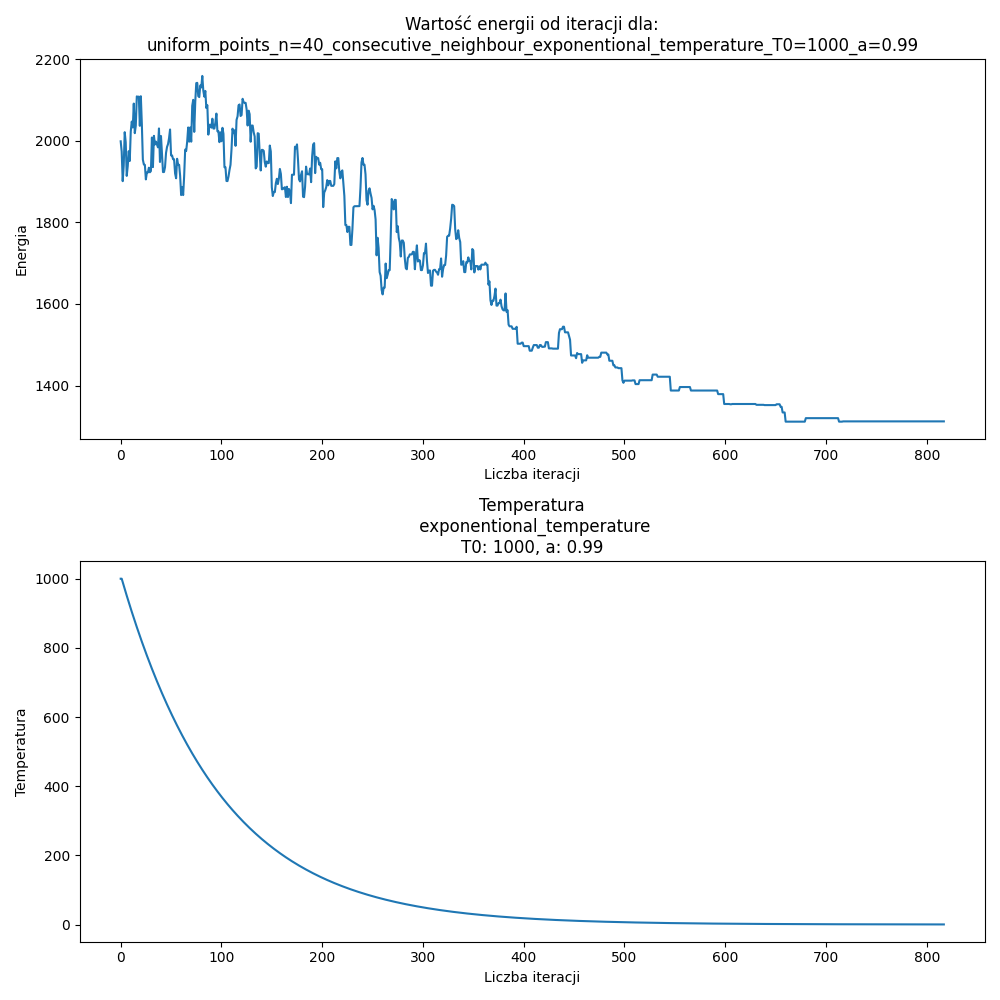 Wartość energii od iteracji dla:
uniform_points_n=40_consecutive_neighbour_exponentional_temperature_T0=1000_a=0.99
2200
2000
1800
1600
1400
Energia
0 100 200 300 400 500 600 700 800
Liczba iteracji
Temperatura
exponentional_temperature
T0: 1000, a: 0.99
1000
800
600
400
200
0
Temperatura
0 100 200 300 400 500 600 700 800
Liczba iteracji